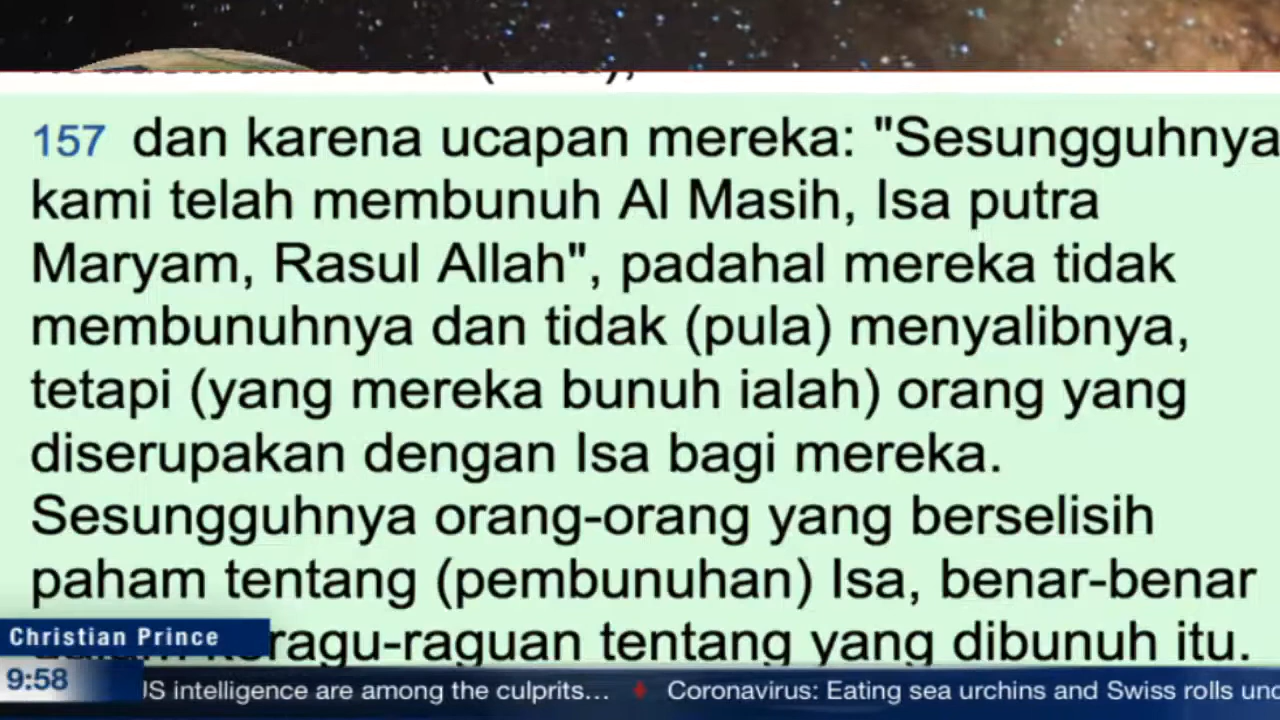 157 dan karena ucapan mereka: "Sesungguhnya
kami telah membunuh Al Masih, Isa putra
Maryam, Rasul Allah", padahal mereka tidak
membunuhnya dan tidak (pula) menyalibnya,
tetapi (yang mereka bunuh ialah) orang yang
diserupakan dengan Isa bagi mereka.
Sesungguhnya orang-orang yang berselisih
paham tentang (pembunuhan) Isa, benar-benar
tentang yang dibunuh itu.
Christian Prince
9:58
US intelligence are among the culprits... Coronavirus: Eating sea urchins and Swiss rolls